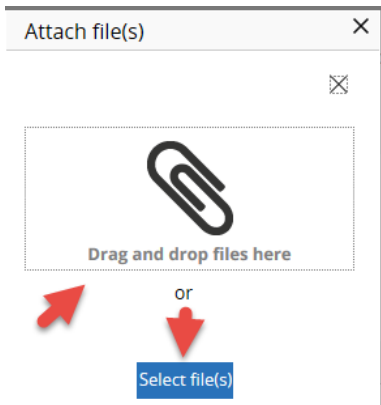 Attach file(s)
Drag and drop files here
or
Select file(s)